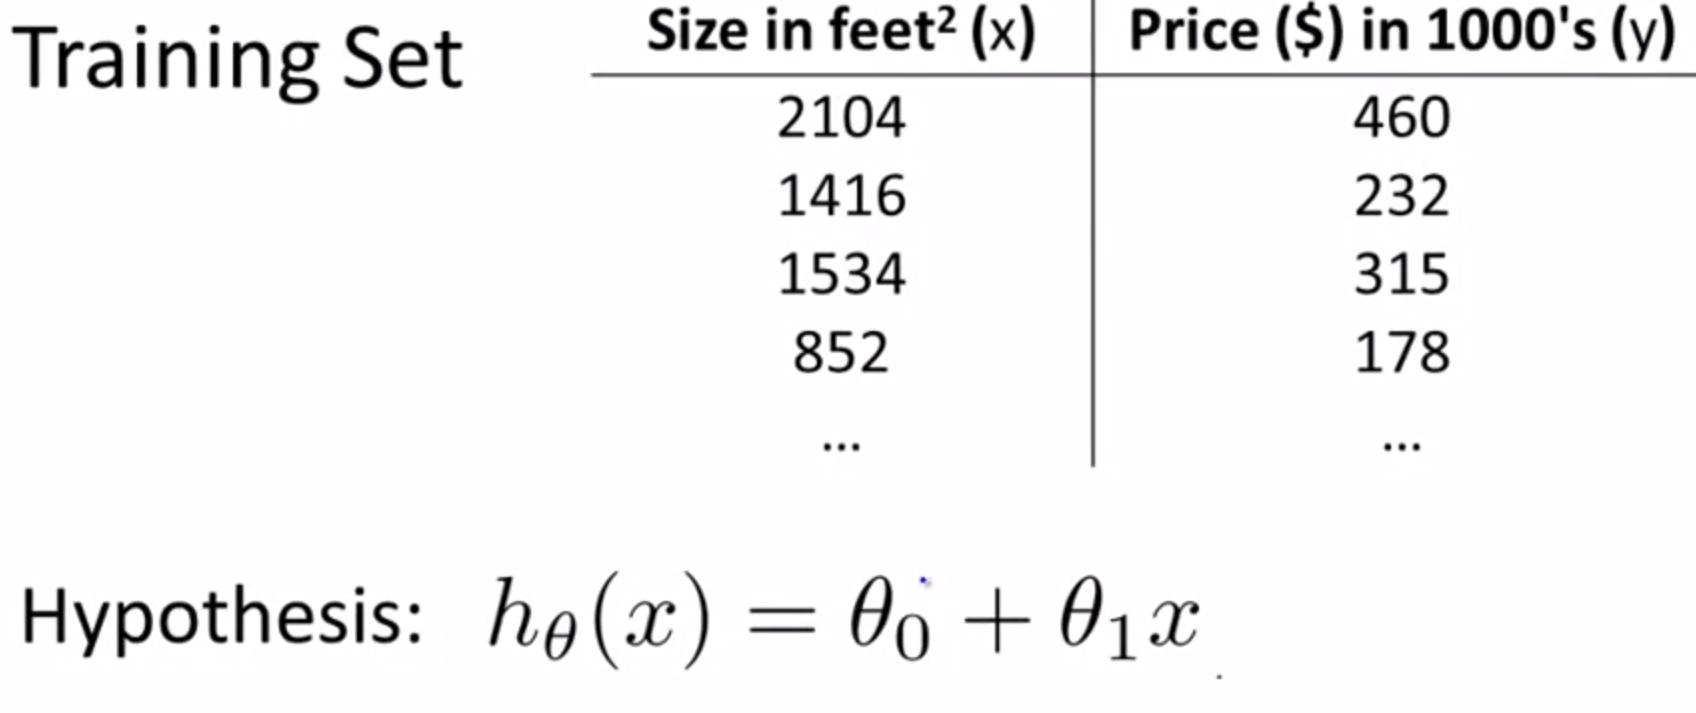 Training Set
Size in feet² (x) Price ($) in 1000's (y)
2104 460
1416 232
1534 315
852 178
... ...
Hypothesis: hθ(x) = θ₀ + θ₁x